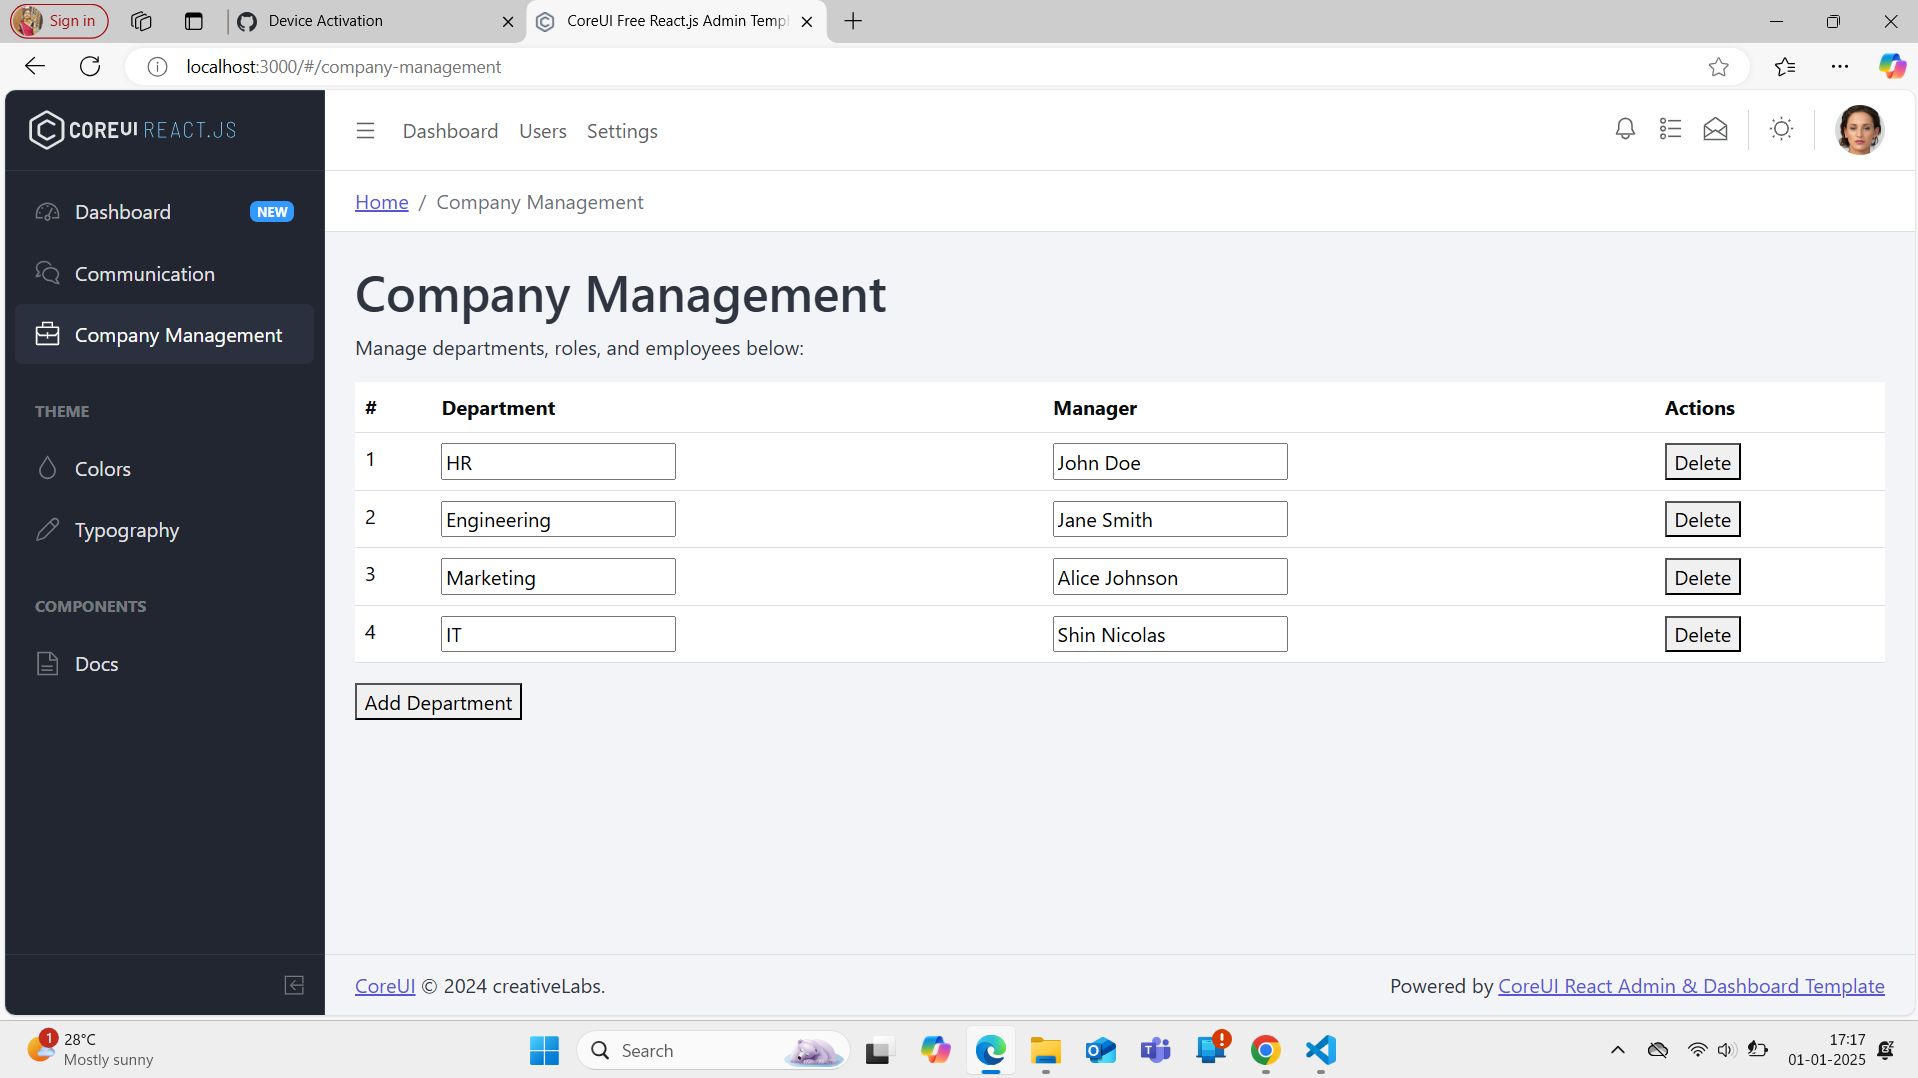 Sign in
Device Activation
CoreUI Free React.js Admin Templ
localhost:3000/#/company-management
COREUI REACT.JS
Dashboard Users Settings
Home / Company Management
Dashboard NEW
Communication
Company Management
THEME
Colors
Typography
COMPONENTS
Docs
Company Management
Manage departments, roles, and employees below:
# Department Manager Actions
1 HR John Doe Delete
2 Engineering Jane Smith Delete
3 Marketing Alice Johnson Delete
4 IT Shin Nicolas Delete
Add Department
CoreUI © 2024 creativeLabs.
Powered by CoreUI React Admin & Dashboard Template
1
28°C
Mostly sunny
Search
17:17
01-01-2025